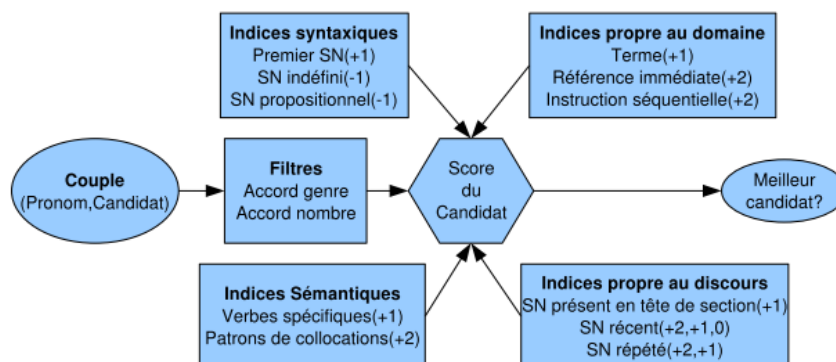 Indices syntaxiques
Premier SN(+1)
SN indéfini(-1)
SN propositionnel(-1)
Indices propre au domaine
Terme(+1)
Référence immédiate(+2)
Instruction séquentielle(+2)
Couple
(Pronom,Candidat)
Filtres
Accord genre
Accord nombre
Score
du
Candidat
Meilleur
candidat?
Indices Sémantiques
Verbes spécifiques(+1)
Patrons de collocations(+2)
Indices propre au discours
SN présent en tête de section(+1)
SN récent(+2,+1,0)
SN répété(+2,+1)